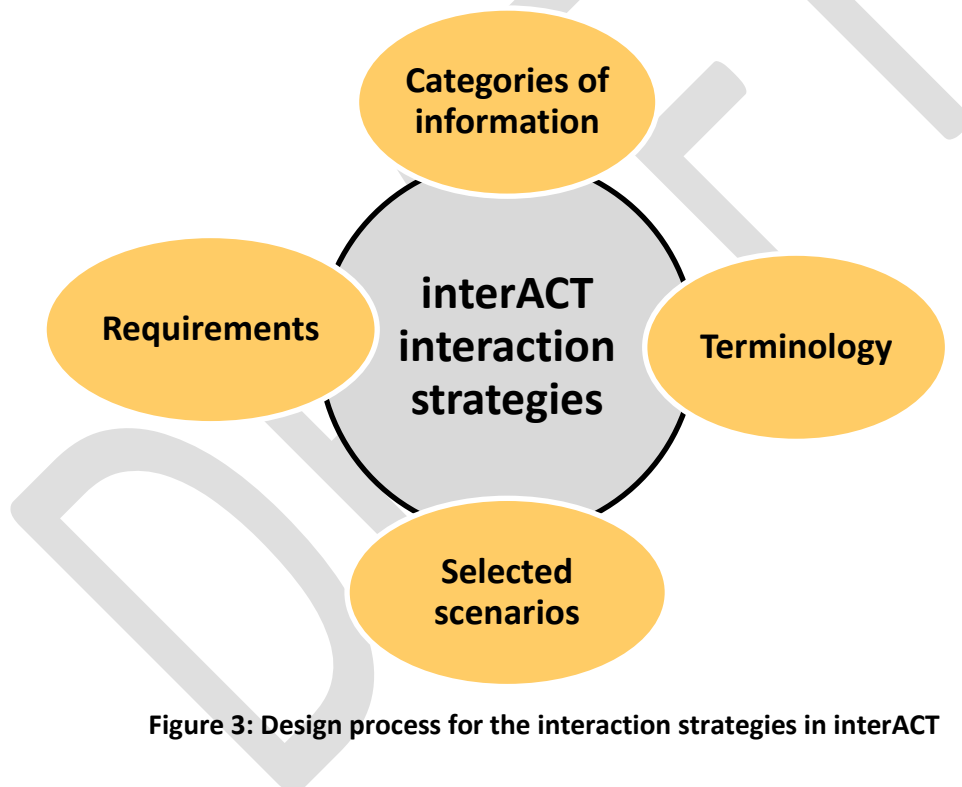 Categories of
information
Requirements
interACT
interaction
strategies
Terminology
Selected
scenarios
Figure 3: Design process for the interaction strategies in interACT
DRAFT